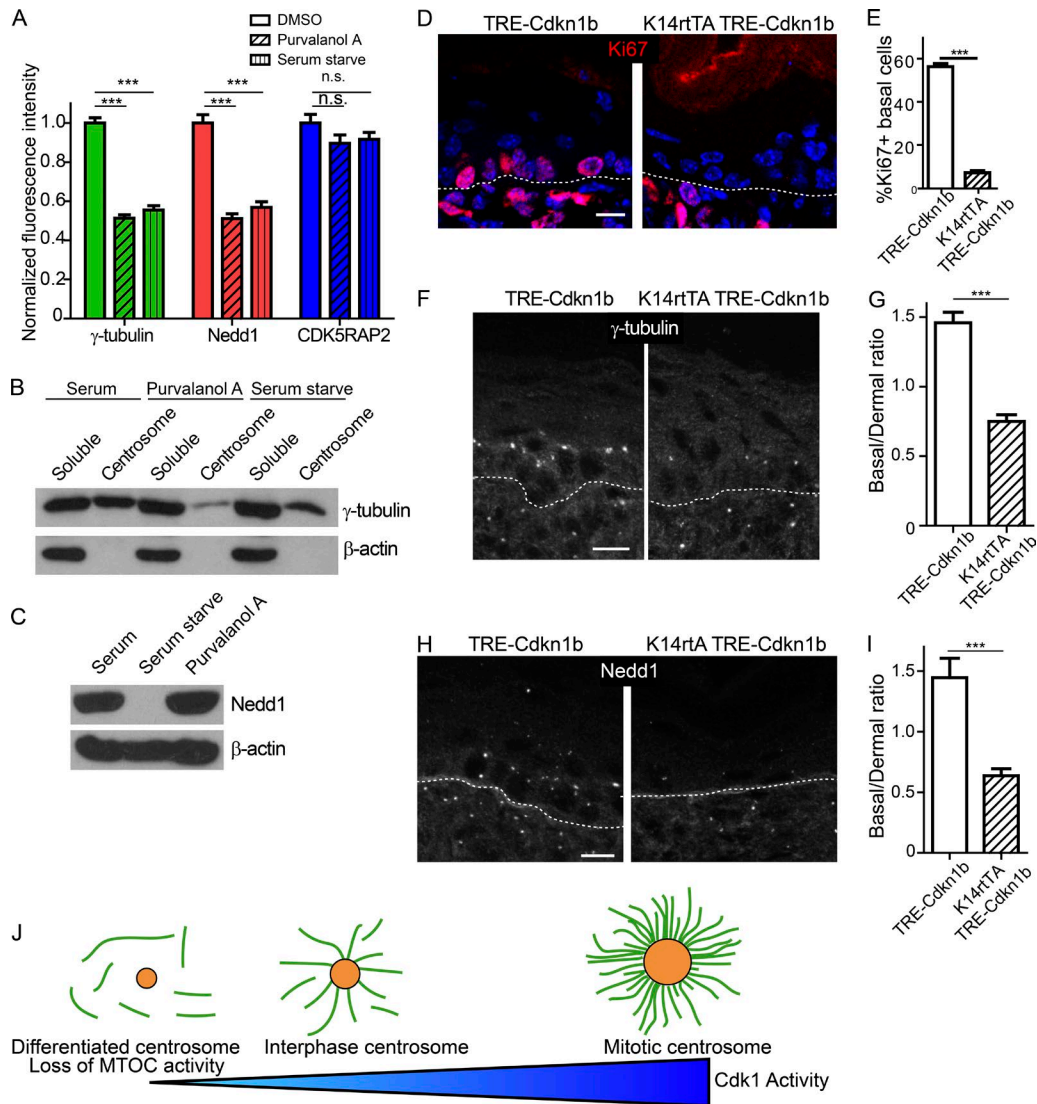 A
DMSO
Purvalanol A
Serum starve
Normalized fluorescence intensity
1.0
0.8
0.6
0.4
0.2
0
***
***
***
***
n.s.
n.s.
γ-tubulin
Nedd1
CDK5RAP2
B
Serum
Purvalanol A
Serum starve
Soluble
Centrosome
Soluble
Centrosome
Soluble
Centrosome
γ-tubulin
β-actin
C
Serum
Serum starve
Purvalanol A
Nedd1
β-actin
D
TRE-Cdkn1b
K14rtTA TRE-Cdkn1b
Ki67
E
%Ki67+ basal cells
60
40
20
0
***
TRE-Cdkn1b
K14rtTA
TRE-Cdkn1b
F
TRE-Cdkn1b
K14rtTA TRE-Cdkn1b
γ-tubulin
G
Basal/Dermal ratio
1.5
1.0
0.5
0
***
TRE-Cdkn1b
K14rtTA
TRE-Cdkn1b
H
TRE-Cdkn1b
K14rtA TRE-Cdkn1b
Nedd1
I
Basal/Dermal ratio
1.5
1.0
0.5
0
***
TRE-Cdkn1b
K14rtTA
TRE-Cdkn1b
J
Differentiated centrosome
Loss of MTOC activity
Interphase centrosome
Mitotic centrosome
Cdk1 Activity